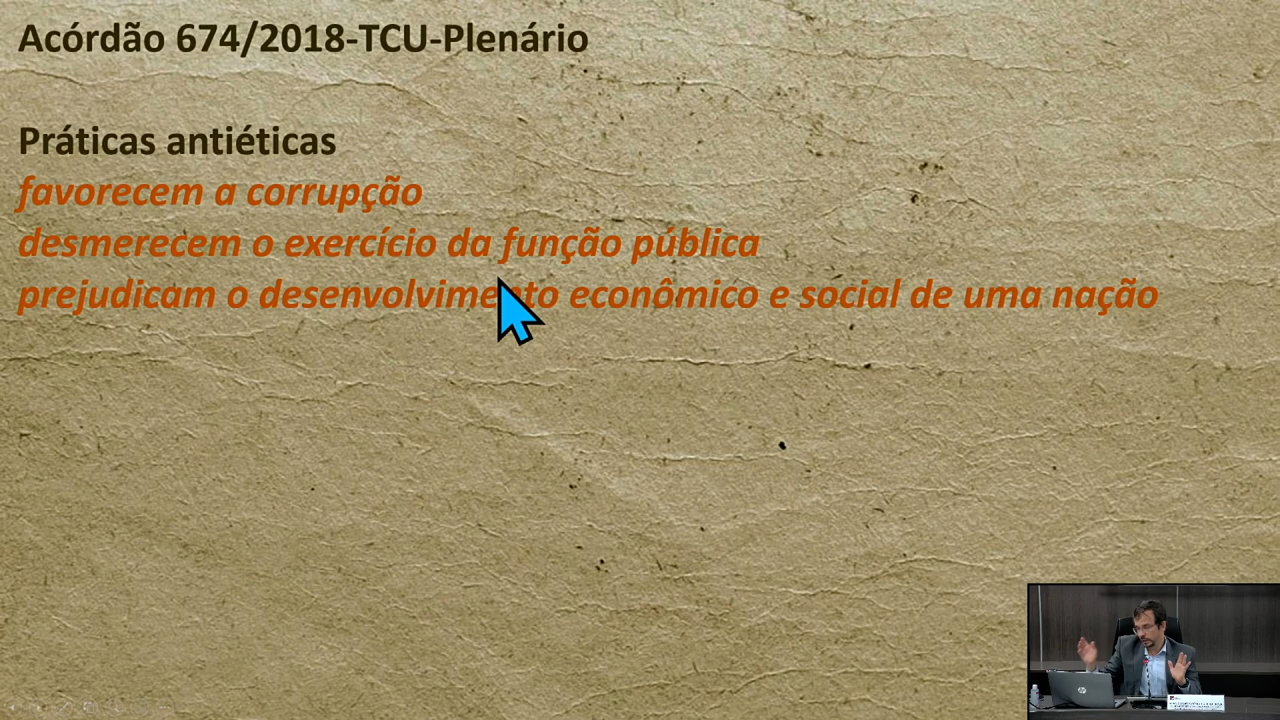 Acórdão 674/2018-TCU-Plenário
Práticas antiéticas
favorecem a corrupção
desmerecem o exercício da função pública
prejudicam o desenvolvimento econômico e social de uma nação
hp